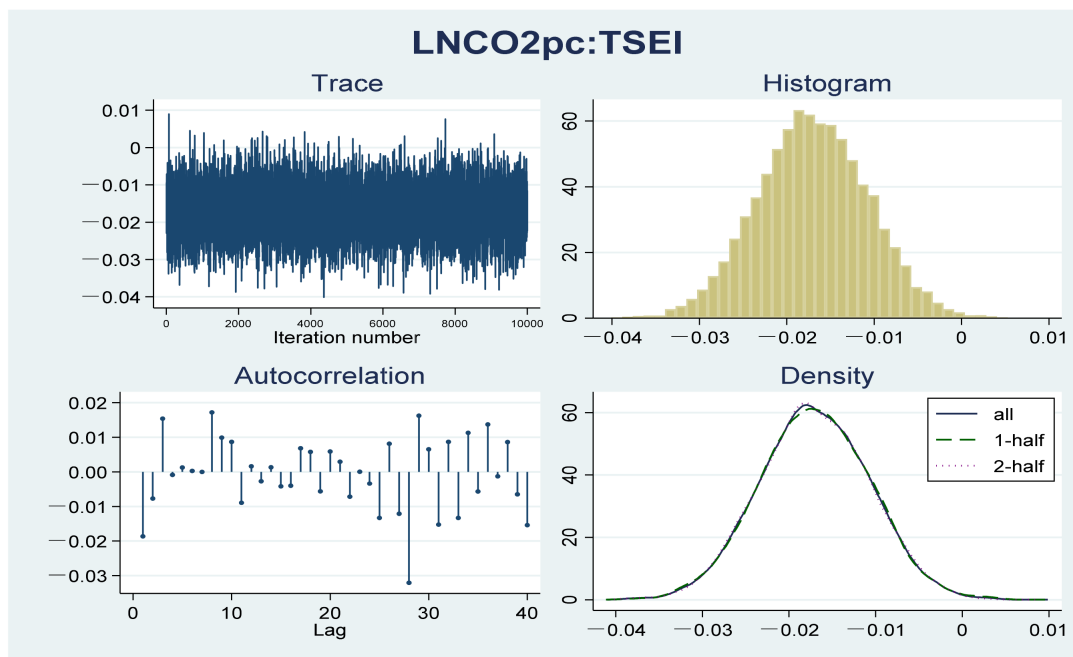 LNCO2pc:TSEI
Trace
0.01
0
−0.01
−0.02
−0.03
−0.04
0 2000 4000 6000 8000 10000
Iteration number
Histogram
60
40
20
0
−0.04 −0.03 −0.02 −0.01 0 0.01
Autocorrelation
0.02
0.01
0.00
−0.01
−0.02
−0.03
0 10 20 30 40
Lag
Density
60
40
20
0
−0.04 −0.03 −0.02 −0.01 0 0.01
all
1-half
2-half